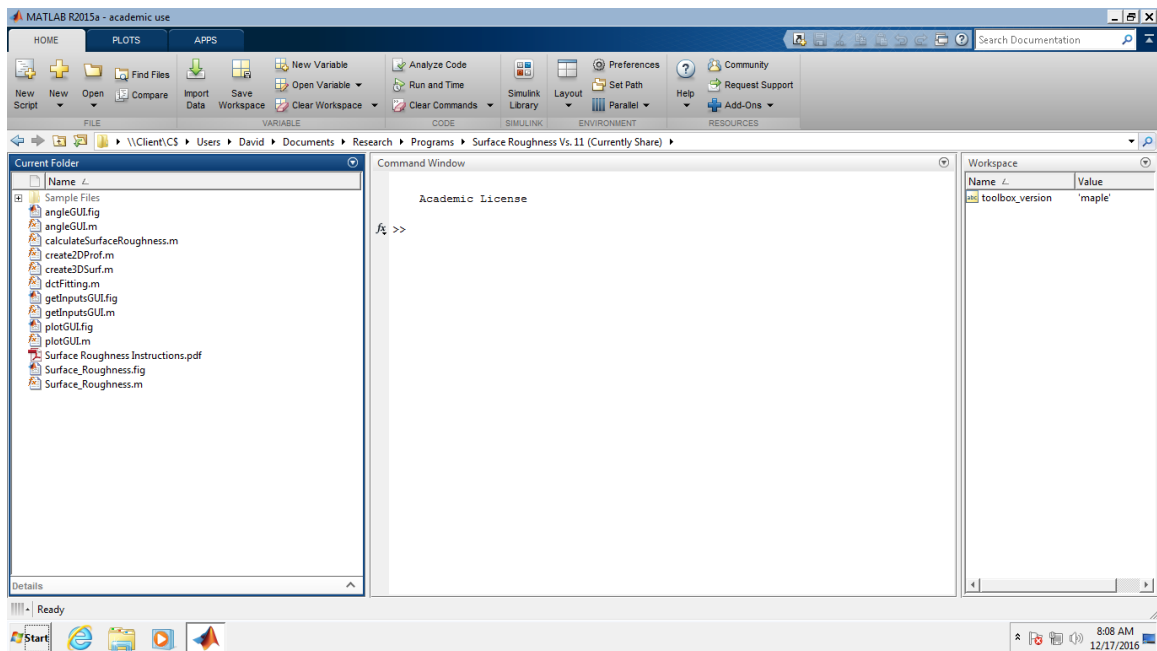 MATLAB R2015a - academic use
HOME PLOTS APPS
Search Documentation
New Script
New
Open
Find Files
Compare
Import Data
Save Workspace
New Variable
Open Variable
Clear Workspace
Analyze Code
Run and Time
Clear Commands
Simulink Library
Layout
Preferences
Set Path
Parallel
Help
Community
Request Support
Add-Ons
FILE VARIABLE CODE SIMULINK ENVIRONMENT RESOURCES
\\Client\C$ Users David Documents Research Programs Surface Roughness Vs. 11 (Currently Share)
Current Folder
Name
Sample Files
angleGUI.fig
angleGUI.m
calculateSurfaceRoughness.m
create2DProf.m
create3DSurf.m
dctFitting.m
getInputsGUI.fig
getInputsGUI.m
plotGUI.fig
plotGUI.m
Surface Roughness Instructions.pdf
Surface_Roughness.fig
Surface_Roughness.m
Details
Command Window
Academic License
fx >>
Workspace
Name Value
abc toolbox_version 'maple'
Ready
Start
8:08 AM
12/17/2016